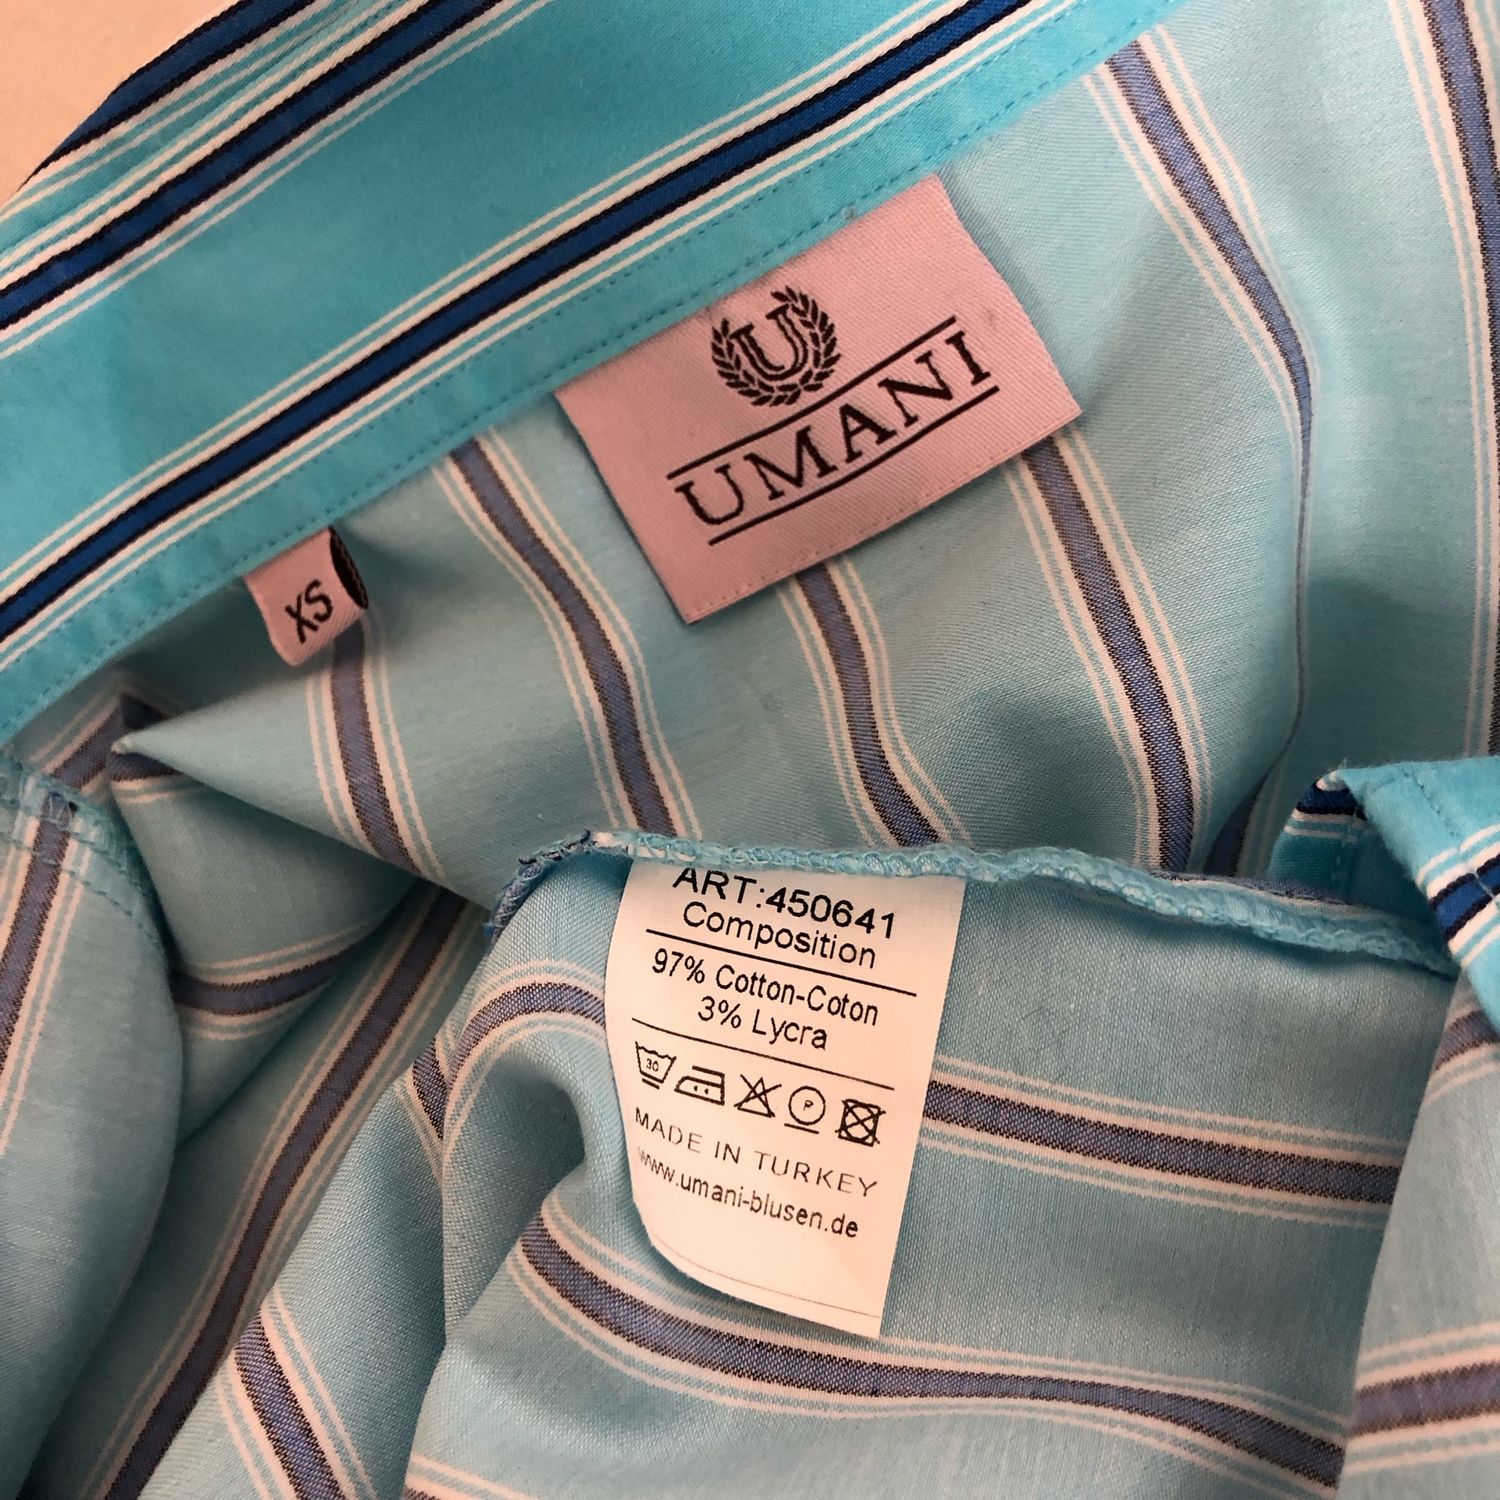 U
UMANI
XS
ART:450641
Composition
97% Cotton-Coton
3% Lycra
30
P
MADE IN TURKEY
www.umani-blusen.de